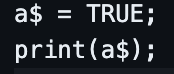 a$ = TRUE;
print(a$);